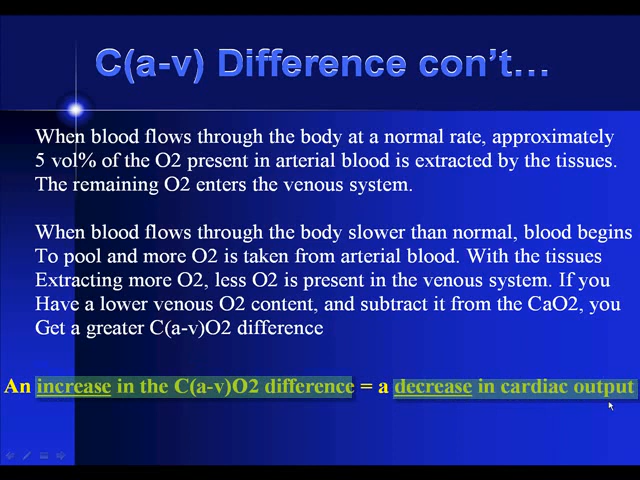 C(a-v) Difference con’t…
When blood flows through the body at a normal rate, approximately
5 vol% of the O2 present in arterial blood is extracted by the tissues.
The remaining O2 enters the venous system.
When blood flows through the body slower than normal, blood begins
To pool and more O2 is taken from arterial blood. With the tissues
Extracting more O2, less O2 is present in the venous system. If you
Have a lower venous O2 content, and subtract it from the CaO2, you
Get a greater C(a-v)O2 difference
An increase in the C(a-v)O2 difference = a decrease in cardiac output